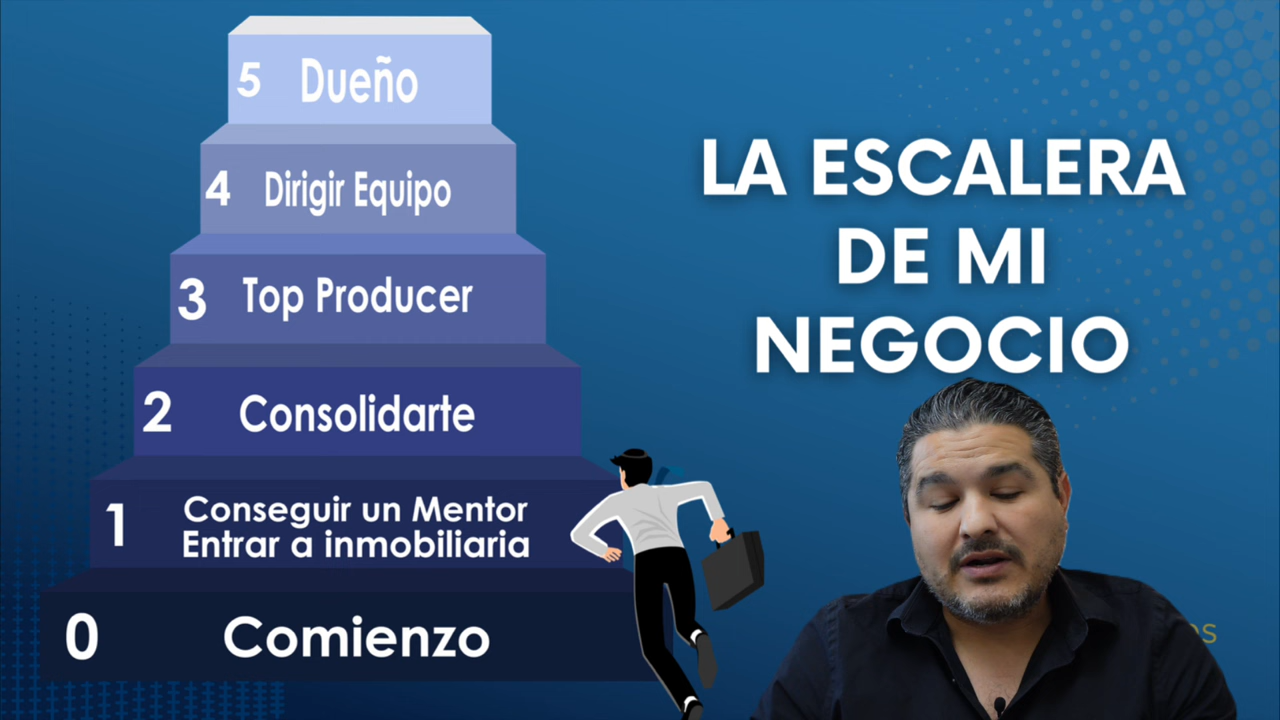 5 Dueño
4 Dirigir Equipo
3 Top Producer
2 Consolidarte
1 Conseguir un Mentor
Entrar a inmobiliaria
0 Comienzo
LA ESCALERA
DE MI
NEGOCIO